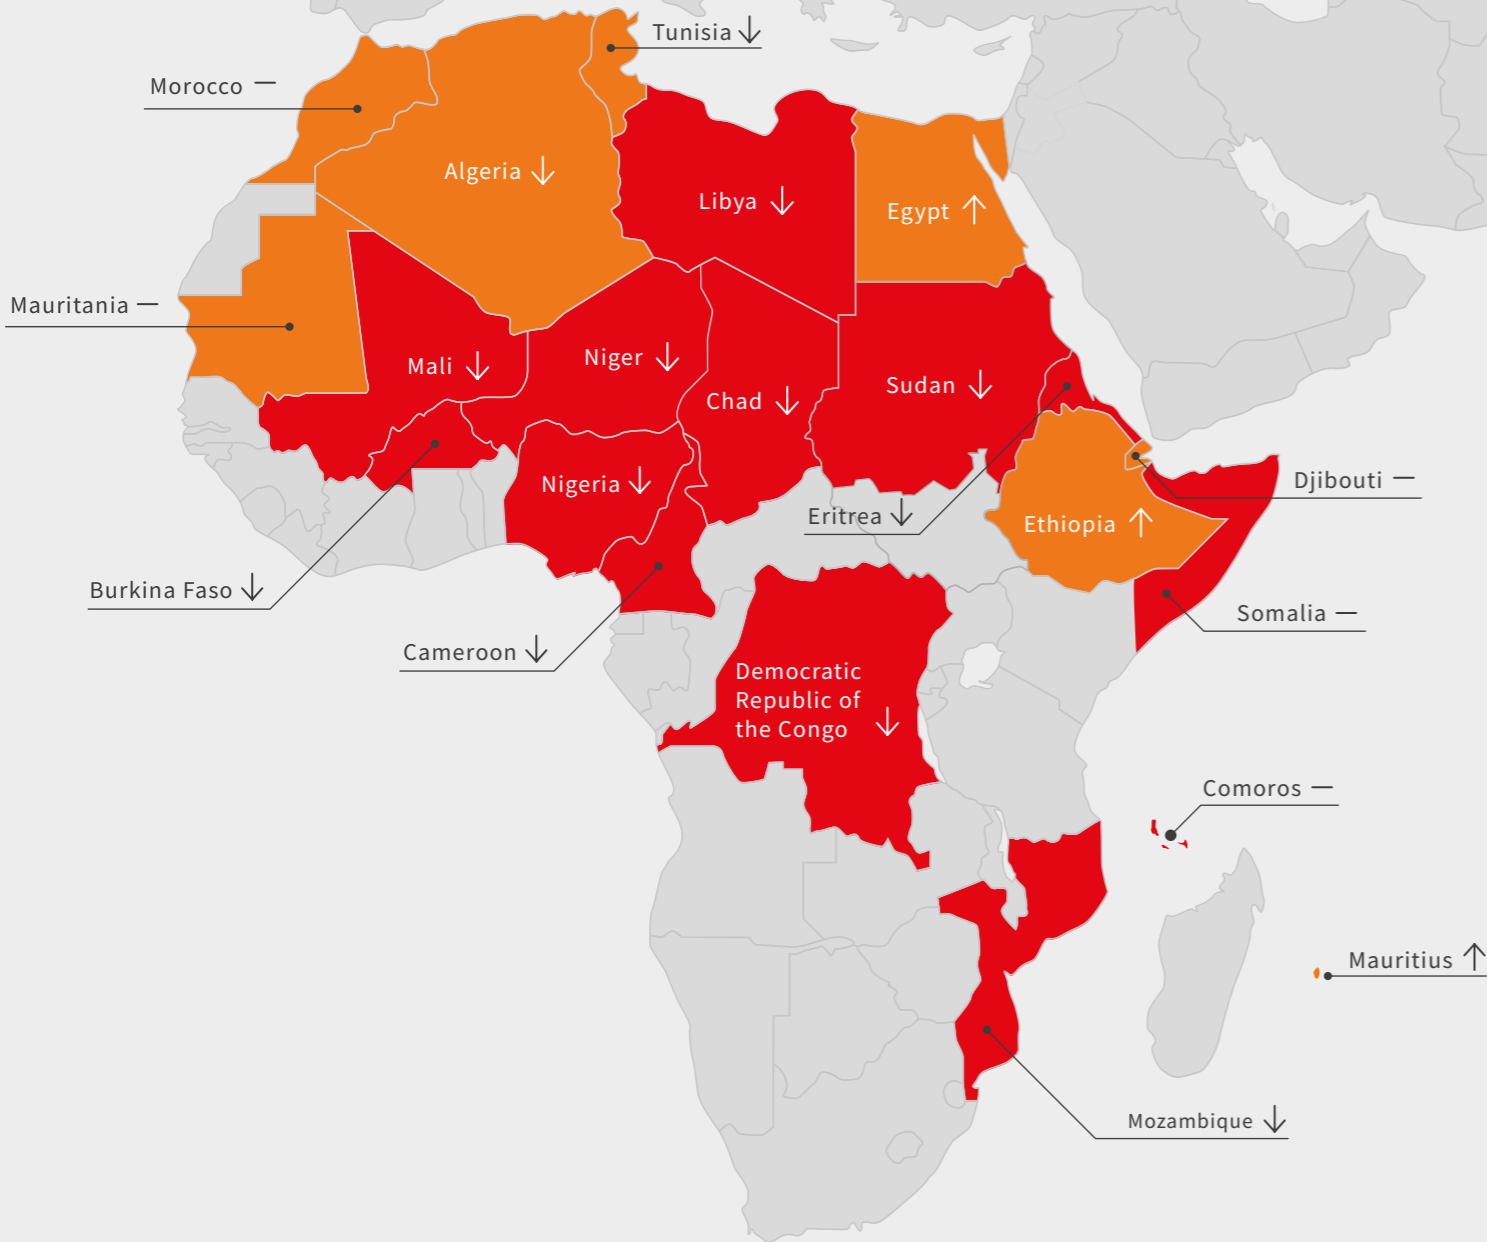 Tunisia ↓
Morocco —
Algeria ↓
Libya ↓
Egypt ↑
Mauritania —
Mali ↓
Niger ↓
Chad ↓
Sudan ↓
Nigeria ↓
Djibouti —
Eritrea ↓
Ethiopia ↑
Burkina Faso ↓
Somalia —
Cameroon ↓
Democratic
Republic of
the Congo ↓
Comoros —
Mauritius ↑
Mozambique ↓